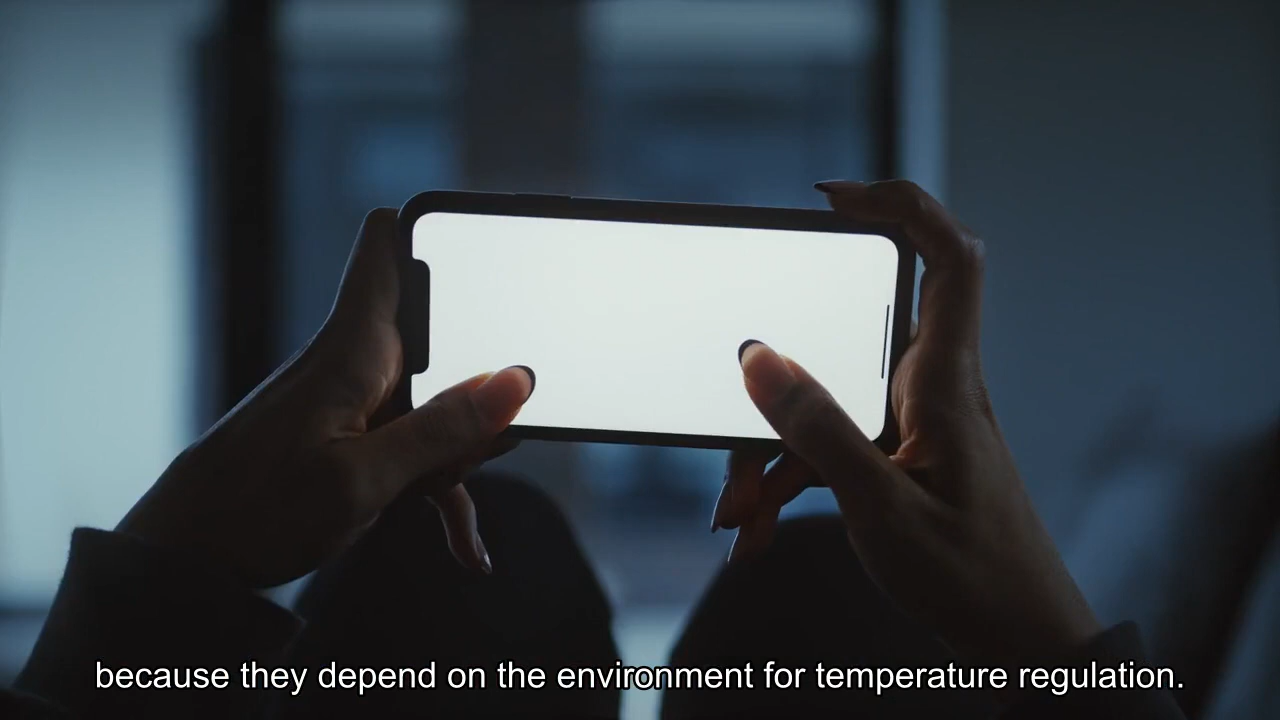 because they depend on the environment for temperature regulation.